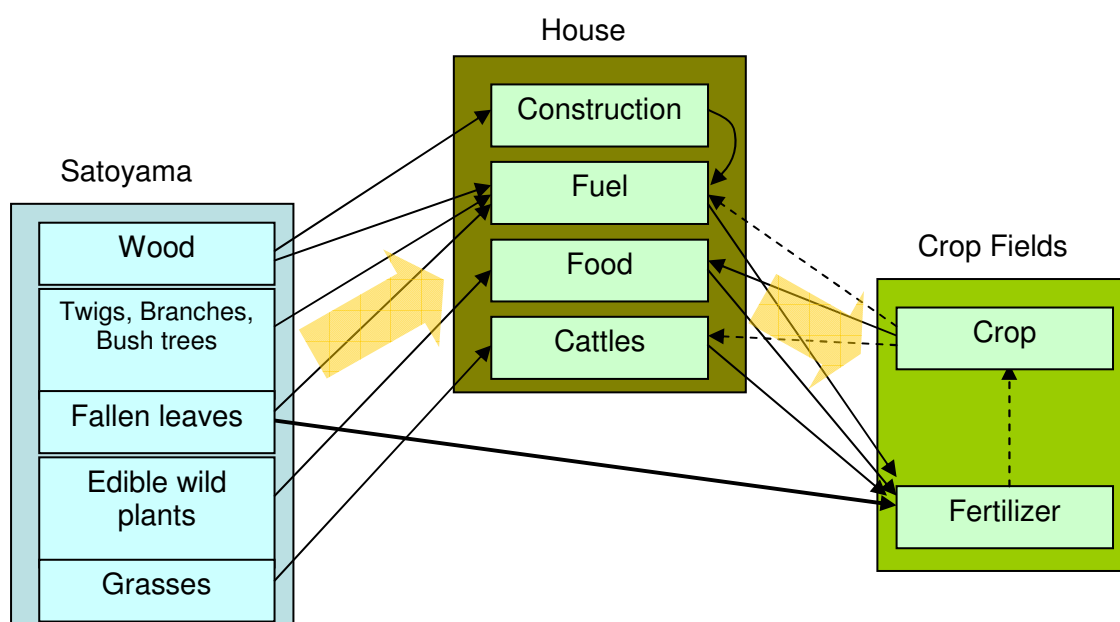 Satoyama
Wood
Twigs, Branches,
Bush trees
Fallen leaves
Edible wild
plants
Grasses
House
Construction
Fuel
Food
Cattles
Crop Fields
Crop
Fertilizer